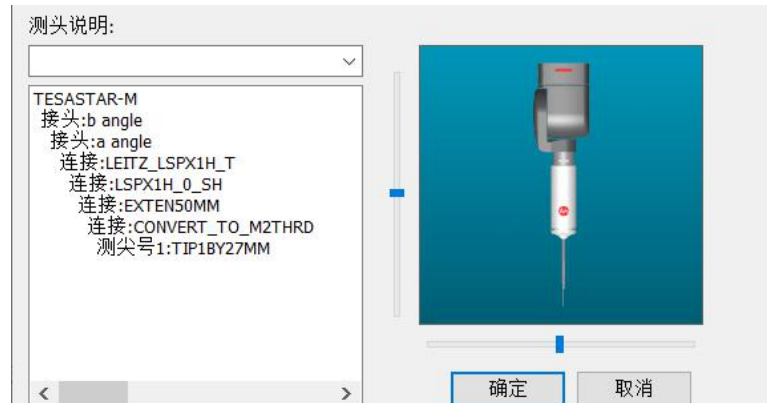 测头说明:
TESASTAR-M
接头:b angle
接头:a angle
连接:LEITZ_LSPX1H_T
连接:LSPX1H_0_SH
连接:EXTEN50MM
连接:CONVERT_TO_M2THRD
测尖号1:TIP1BY27MM
确定
取消